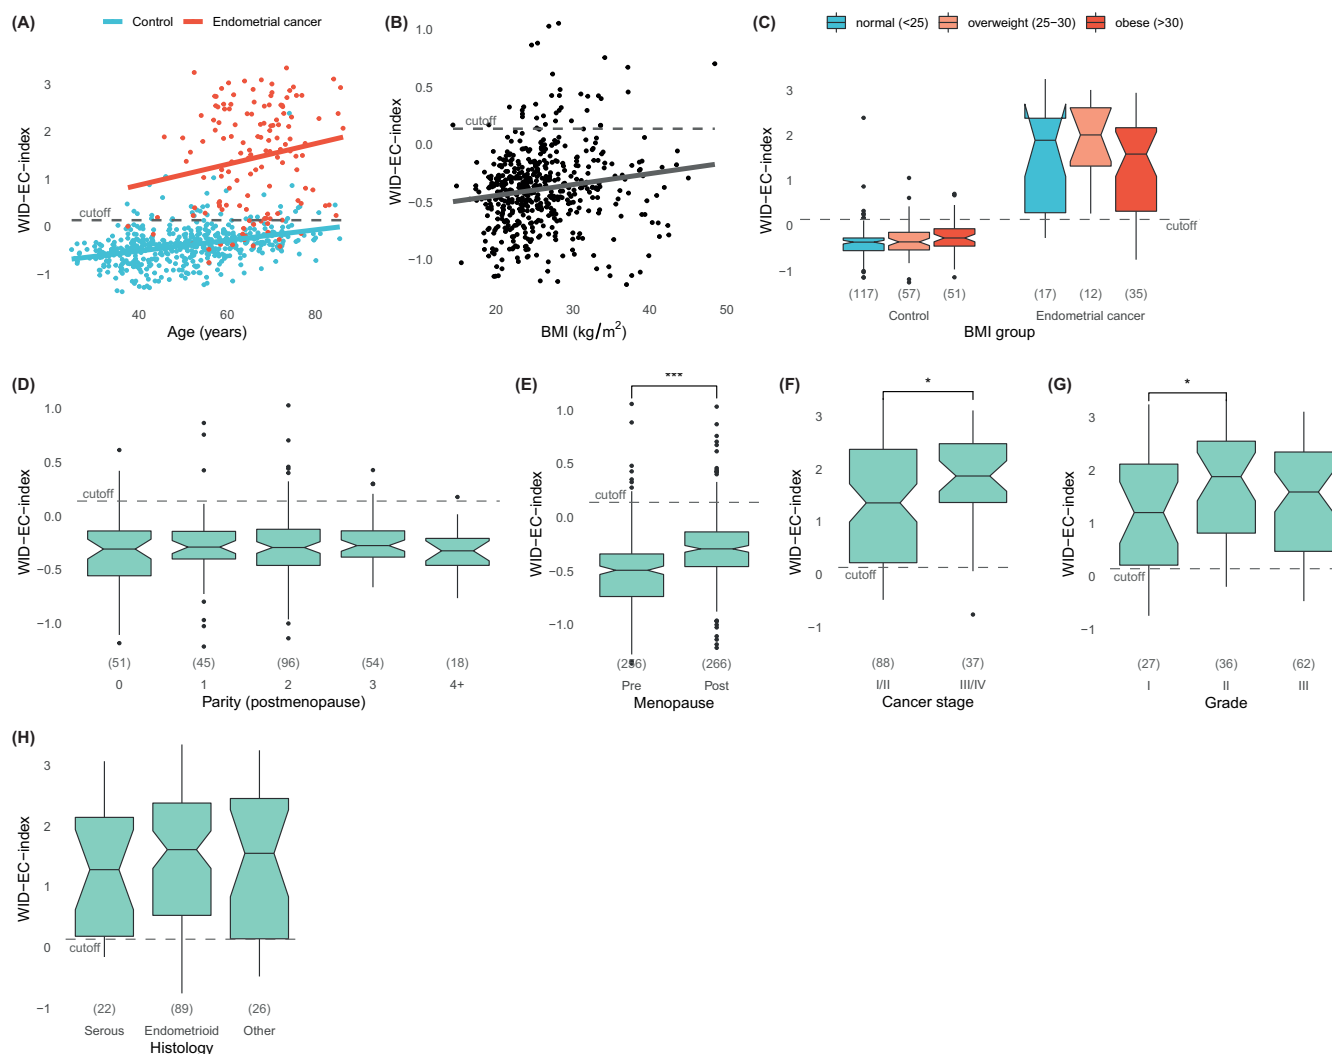 (A)
Control
Endometrial cancer
WID−EC−index
3
2
1
0
−1
cutoff
40
60
80
Age (years)
(B)
WID−EC−index
1.0
0.5
0.0
−0.5
−1.0
cutoff
20
30
40
50
BMI (kg/m²)
(C)
normal (<25)
overweight (25−30)
obese (>30)
WID−EC−index
3
2
1
0
−1
cutoff
(117)
(57)
(51)
(17)
(12)
(35)
Control
Endometrial cancer
BMI group
(D)
WID−EC−index
1.0
0.5
0.0
−0.5
−1.0
cutoff
(51)
(45)
(96)
(54)
(18)
0
1
2
3
4+
Parity (postmenopause)
(E)
***
WID−EC−index
1.0
0.5
0.0
−0.5
−1.0
cutoff
(266)
Pre
Post
Menopause
(F)
*
WID−EC−index
3
2
1
0
−1
cutoff
(88)
(37)
I/II
III/IV
Cancer stage
(G)
*
WID−EC−index
3
2
1
0
−1
cutoff
(27)
(36)
(62)
I
II
III
Grade
(H)
WID−EC−index
3
2
1
0
−1
cutoff
(22)
(89)
(26)
Serous
Endometrioid
Other
Histology